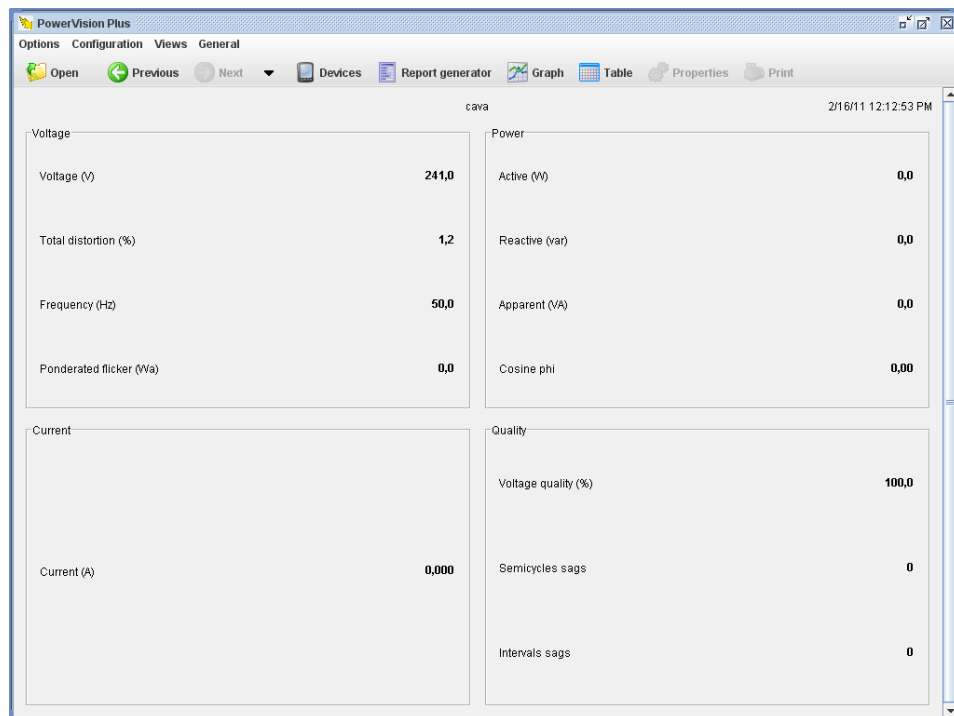 PowerVision Plus
Options Configuration Views General
Open Previous Next Devices Report generator Graph Table Properties Print
cava 2/16/11 12:12:53 PM
Voltage
Voltage (V) 241,0
Total distortion (%) 1,2
Frequency (Hz) 50,0
Ponderated flicker (Wa) 0,0
Power
Active (W) 0,0
Reactive (var) 0,0
Apparent (VA) 0,0
Cosine phi 0,00
Current
Current (A) 0,000
Quality
Voltage quality (%) 100,0
Semicycles sags 0
Intervals sags 0